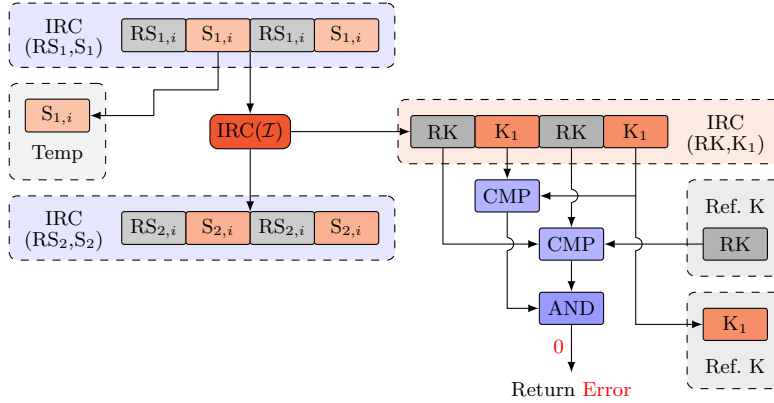 IRC
(RS₁,S₁)
RS₁,ᵢ S₁,ᵢ RS₁,ᵢ S₁,ᵢ
S₁,ᵢ
Temp
IRC(ℐ)
RK K₁ RK K₁
IRC
(RK,K₁)
CMP
IRC
(RS₂,S₂)
RS₂,ᵢ S₂,ᵢ RS₂,ᵢ S₂,ᵢ
Ref. K
RK
CMP
AND
K₁
Ref. K
0
Return Error